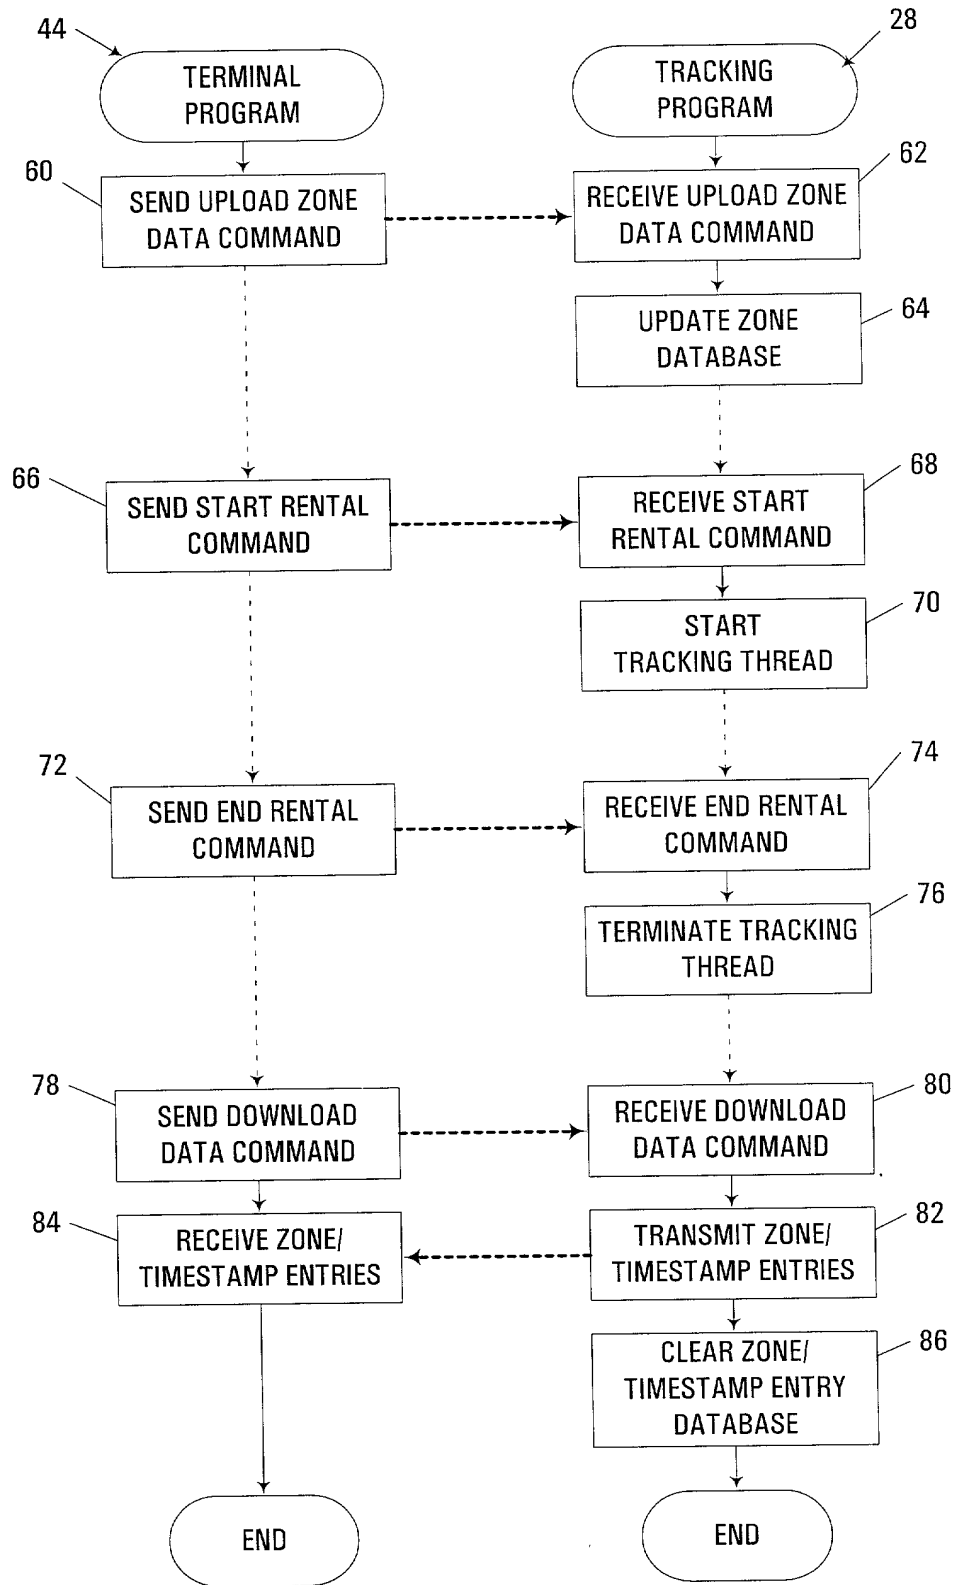 44
TERMINAL
PROGRAM
28
TRACKING
PROGRAM
60
SEND UPLOAD ZONE
DATA COMMAND
62
RECEIVE UPLOAD ZONE
DATA COMMAND
64
UPDATE ZONE
DATABASE
66
SEND START RENTAL
COMMAND
68
RECEIVE START
RENTAL COMMAND
70
START
TRACKING THREAD
72
SEND END RENTAL
COMMAND
74
RECEIVE END RENTAL
COMMAND
76
TERMINATE TRACKING
THREAD
78
SEND DOWNLOAD
DATA COMMAND
80
RECEIVE DOWNLOAD
DATA COMMAND
84
RECEIVE ZONE/
TIMESTAMP ENTRIES
82
TRANSMIT ZONE/
TIMESTAMP ENTRIES
86
CLEAR ZONE/
TIMESTAMP ENTRY
DATABASE
END
END